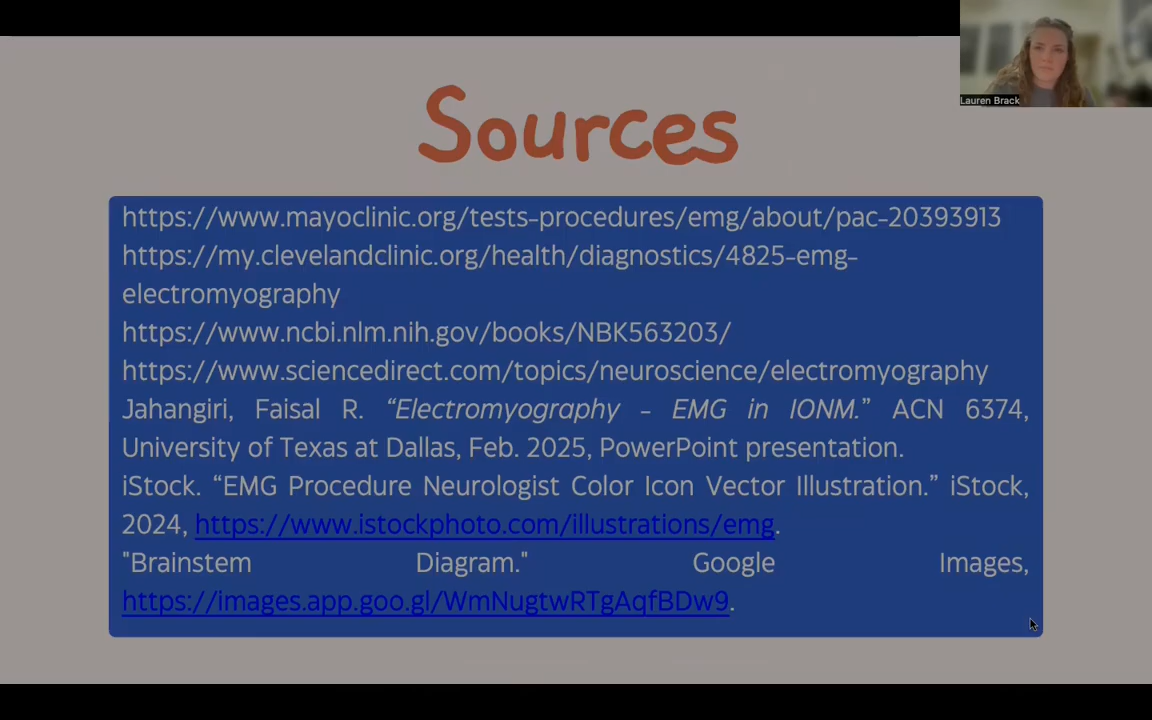 Lauren Brack
Sources
https://www.mayoclinic.org/tests-procedures/emg/about/pac-20393913
https://my.clevelandclinic.org/health/diagnostics/4825-emg-
electromyography
https://www.ncbi.nlm.nih.gov/books/NBK563203/
https://www.sciencedirect.com/topics/neuroscience/electromyography
Jahangiri, Faisal R. “Electromyography – EMG in IONM.” ACN 6374,
University of Texas at Dallas, Feb. 2025, PowerPoint presentation.
iStock. “EMG Procedure Neurologist Color Icon Vector Illustration.” iStock,
2024, https://www.istockphoto.com/illustrations/emg.
"Brainstem Diagram." Google Images,
https://images.app.goo.gl/WmNugtwRTgAqfBDw9.